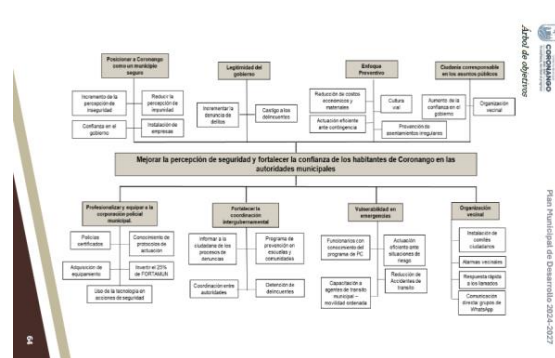 CORONANGO
Árbol de objetivos
Posicionar a Coronango
como un municipio
seguro
Incremento de la
percepción de
inseguridad
Reducir la
percepción de
impunidad
Confianza en el
gobierno
Instalación de
empresas
Legitimidad del
gobierno
Incrementar la
denuncia de
delitos
Castigo a los
delincuentes
Enfoque
Preventivo
Reducción de costos
económicos y
materiales
Cultura
vial
Actuación eficiente
ante contingencia
Prevención de
asentamientos irregulares
Ciudadanía corresponsable
en los asuntos públicos
Aumento de la
confianza en el
gobierno
Organización
vecinal
Mejorar la percepción de seguridad y fortalecer la confianza de los habitantes de Coronango en las
autoridades municipales
Profesionalizar y equipar a la
corporación policial
municipal.
Policías
certificados
Conocimiento de
protocolos de
actuación
Adquisición de
equipamiento
Invertir el 25%
de FORTAMUN
Uso de la tecnología en
acciones de seguridad
Fortalecer la
coordinación
intergubernamental
Informar a la
ciudadanía de los
procesos de
denuncias
Programa de
prevención en
escuelas y
comunidades
Coordinación entre
autoridades
Detención de
delincuentes
Vulnerabilidad en
emergencias
Funcionarios con
conocimiento del
programa de PC
Actuación
eficiente ante
situaciones de
riesgo
Capacitación a
agentes de tránsito
municipal –
movilidad ordenada
Reducción de
Accidentes de
tránsito
Organización
vecinal
Instalación de
comités
ciudadanos
Alarmas vecinales
Respuesta rápida
a los llamados
Comunicación
directa/ grupos de
WhatsApp
Plan Municipal de Desarrollo 2024-2027
64